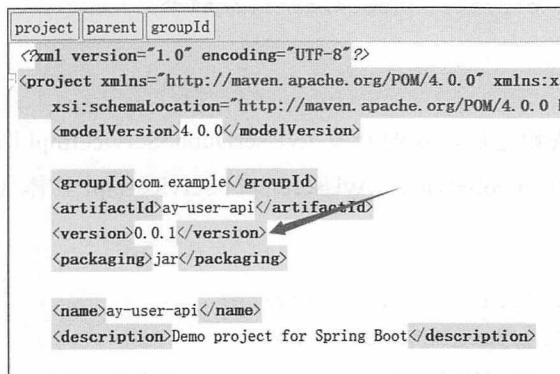 project parent groupId
<?xml version="1.0" encoding="UTF-8"?>
<project xmlns="http://maven.apache.org/POM/4.0.0" xmlns:x
xsi:schemaLocation="http://maven.apache.org/POM/4.0.0
<modelVersion>4.0.0</modelVersion>
<groupId>com.example</groupId>
<artifactId>ay-user-api</artifactId>
<version>0.0.1</version>
<packaging>jar</packaging>
<name>ay-user-api</name>
<description>Demo project for Spring Boot</description>